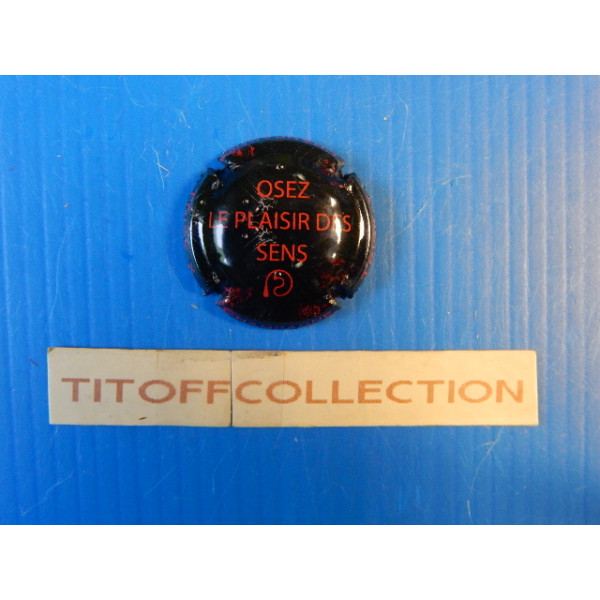 OSEZ
LE PLAISIR DES
SENS
TITOFFCOLLECTION